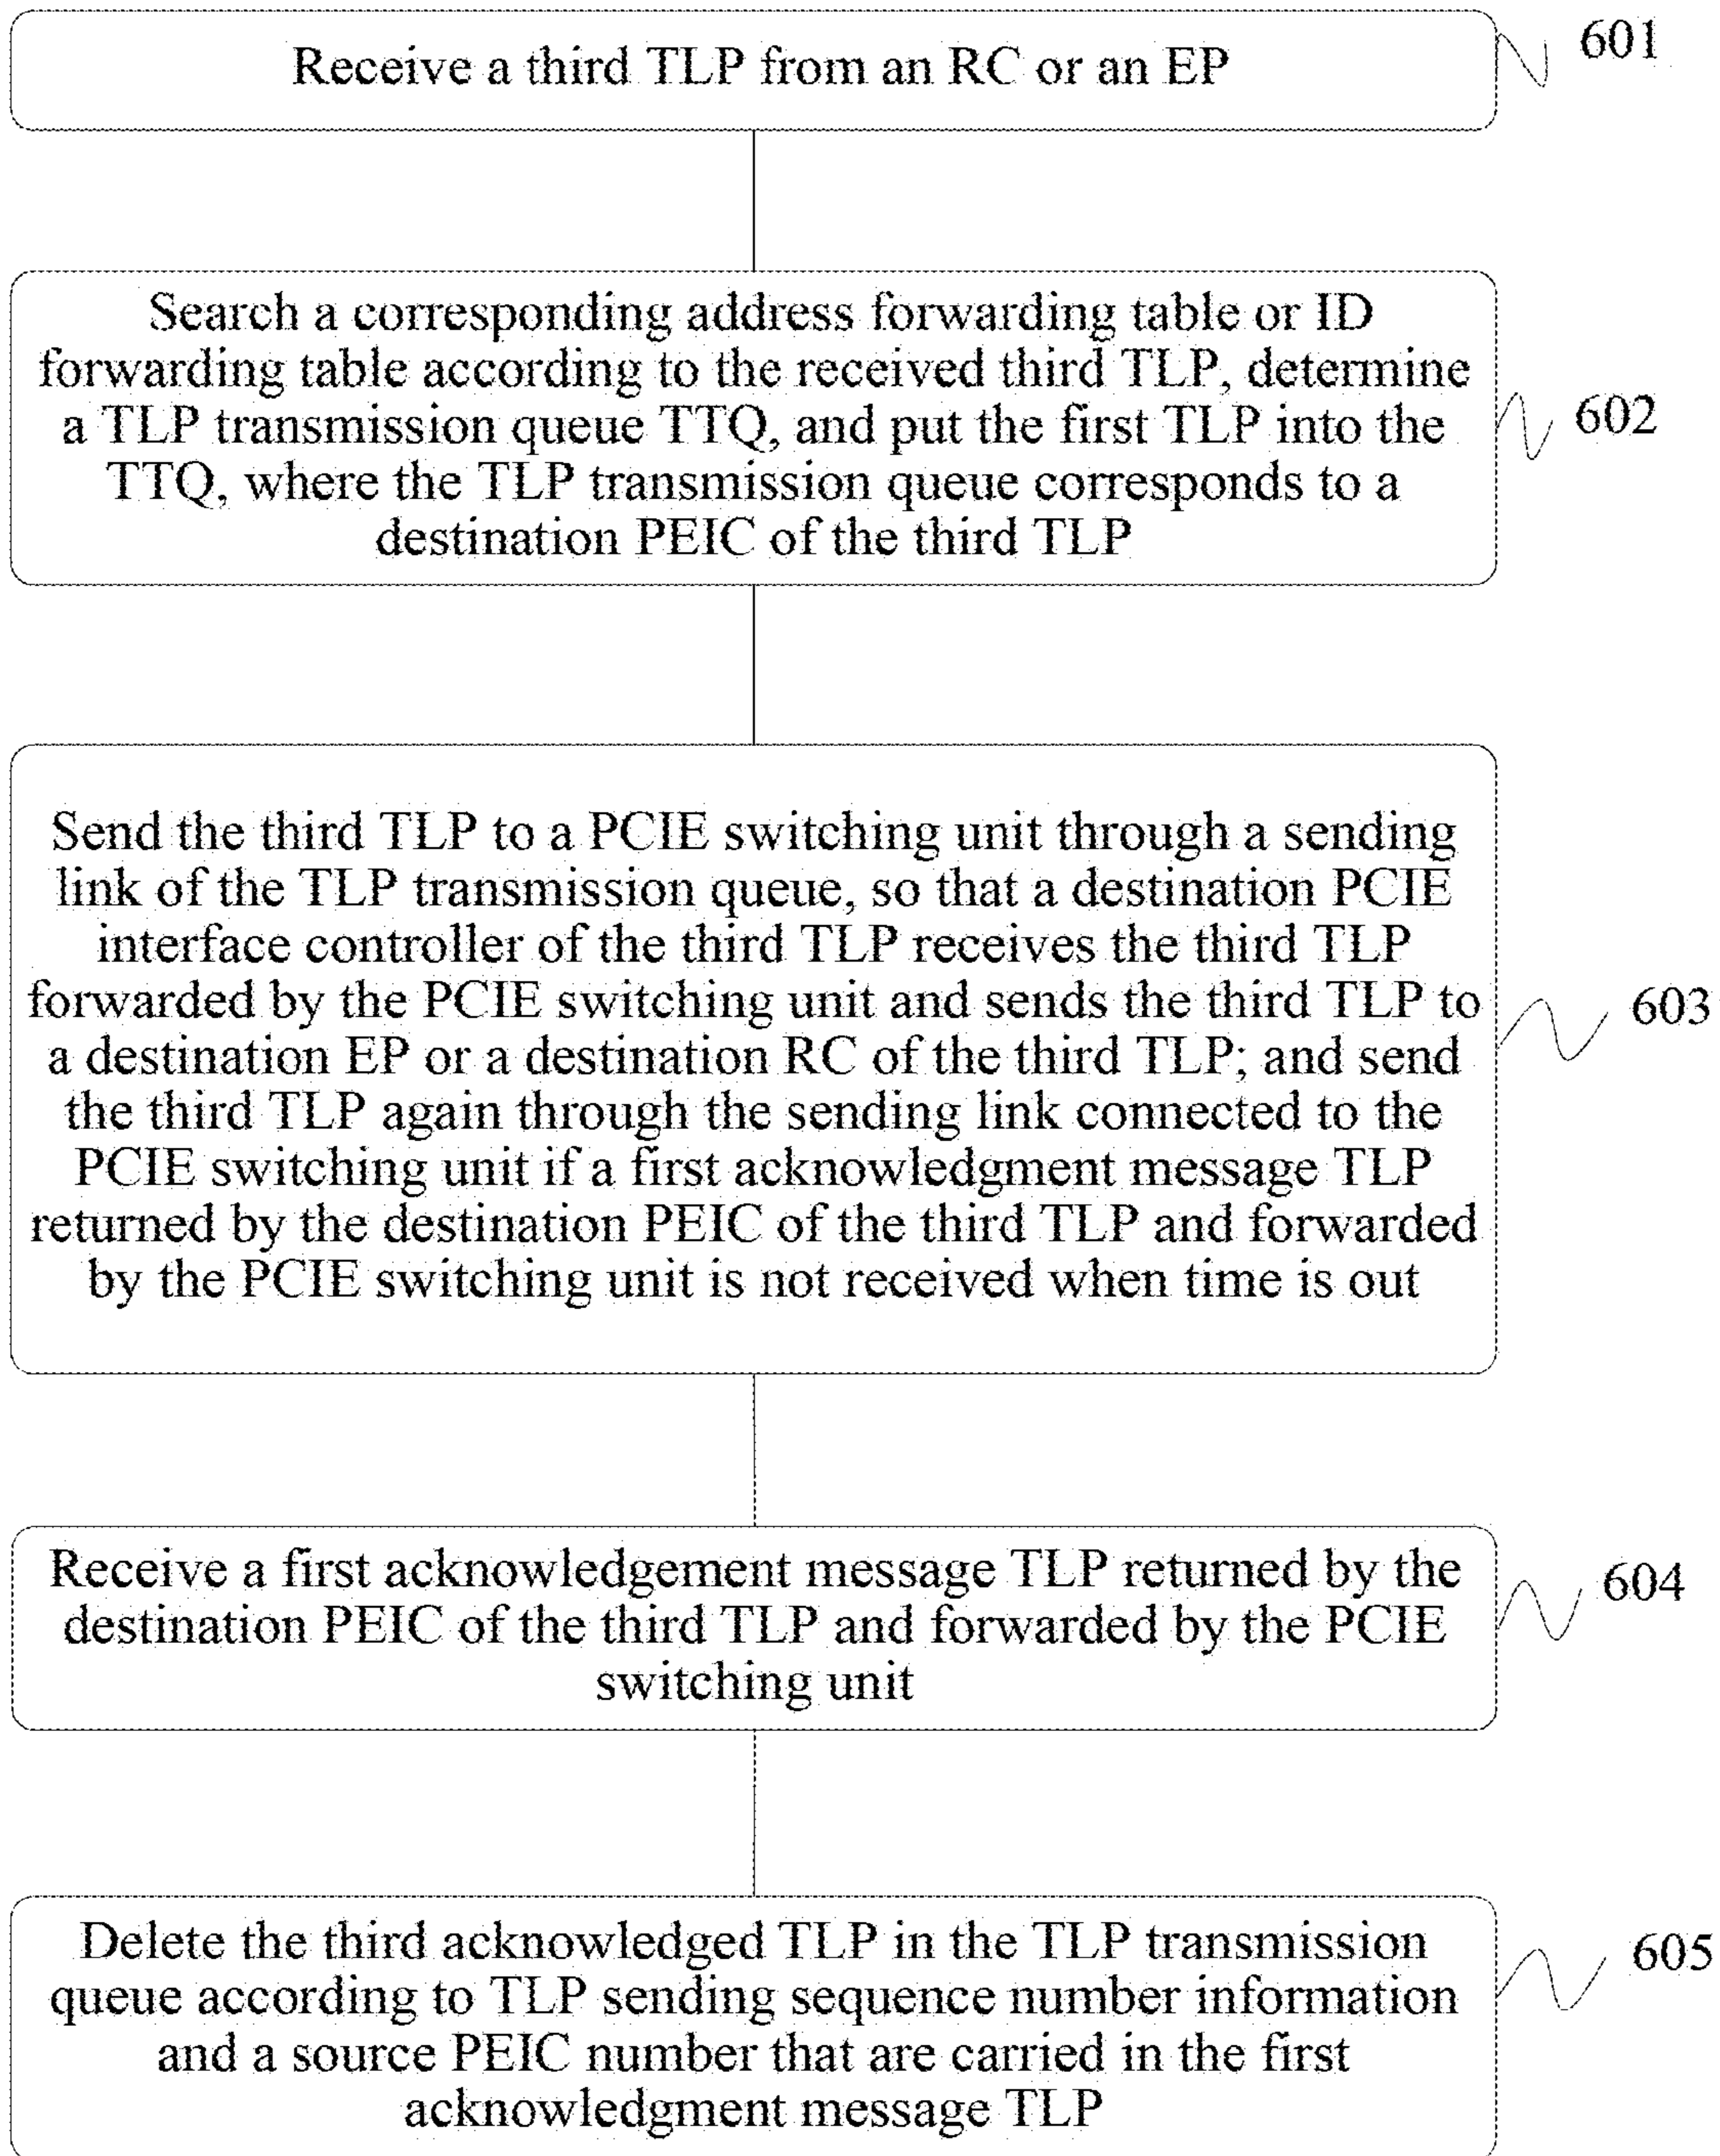 Receive a third TLP from an RC or an EP
601
Search a corresponding address forwarding table or ID
forwarding table according to the received third TLP, determine
a TLP transmission queue TTQ, and put the first TLP into the
TTQ, where the TLP transmission queue corresponds to a
destination PEIC of the third TLP
602
Send the third TLP to a PCIE switching unit through a sending
link of the TLP transmission queue, so that a destination PCIE
interface controller of the third TLP receives the third TLP
forwarded by the PCIE switching unit and sends the third TLP to
a destination EP or a destination RC of the third TLP; and send
the third TLP again through the sending link connected to the
PCIE switching unit if a first acknowledgment message TLP
returned by the destination PEIC of the third TLP and forwarded
by the PCIE switching unit is not received when time is out
603
Receive a first acknowledgement message TLP returned by the
destination PEIC of the third TLP and forwarded by the PCIE
switching unit
604
Delete the third acknowledged TLP in the TLP transmission
queue according to TLP sending sequence number information
and a source PEIC number that are carried in the first
acknowledgment message TLP
605